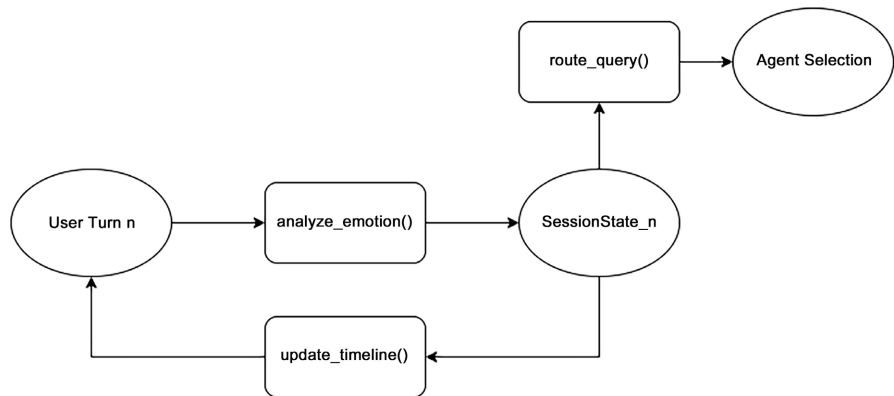 route_query()
Agent Selection
User Turn n
analyze_emotion()
SessionState_n
update_timeline()